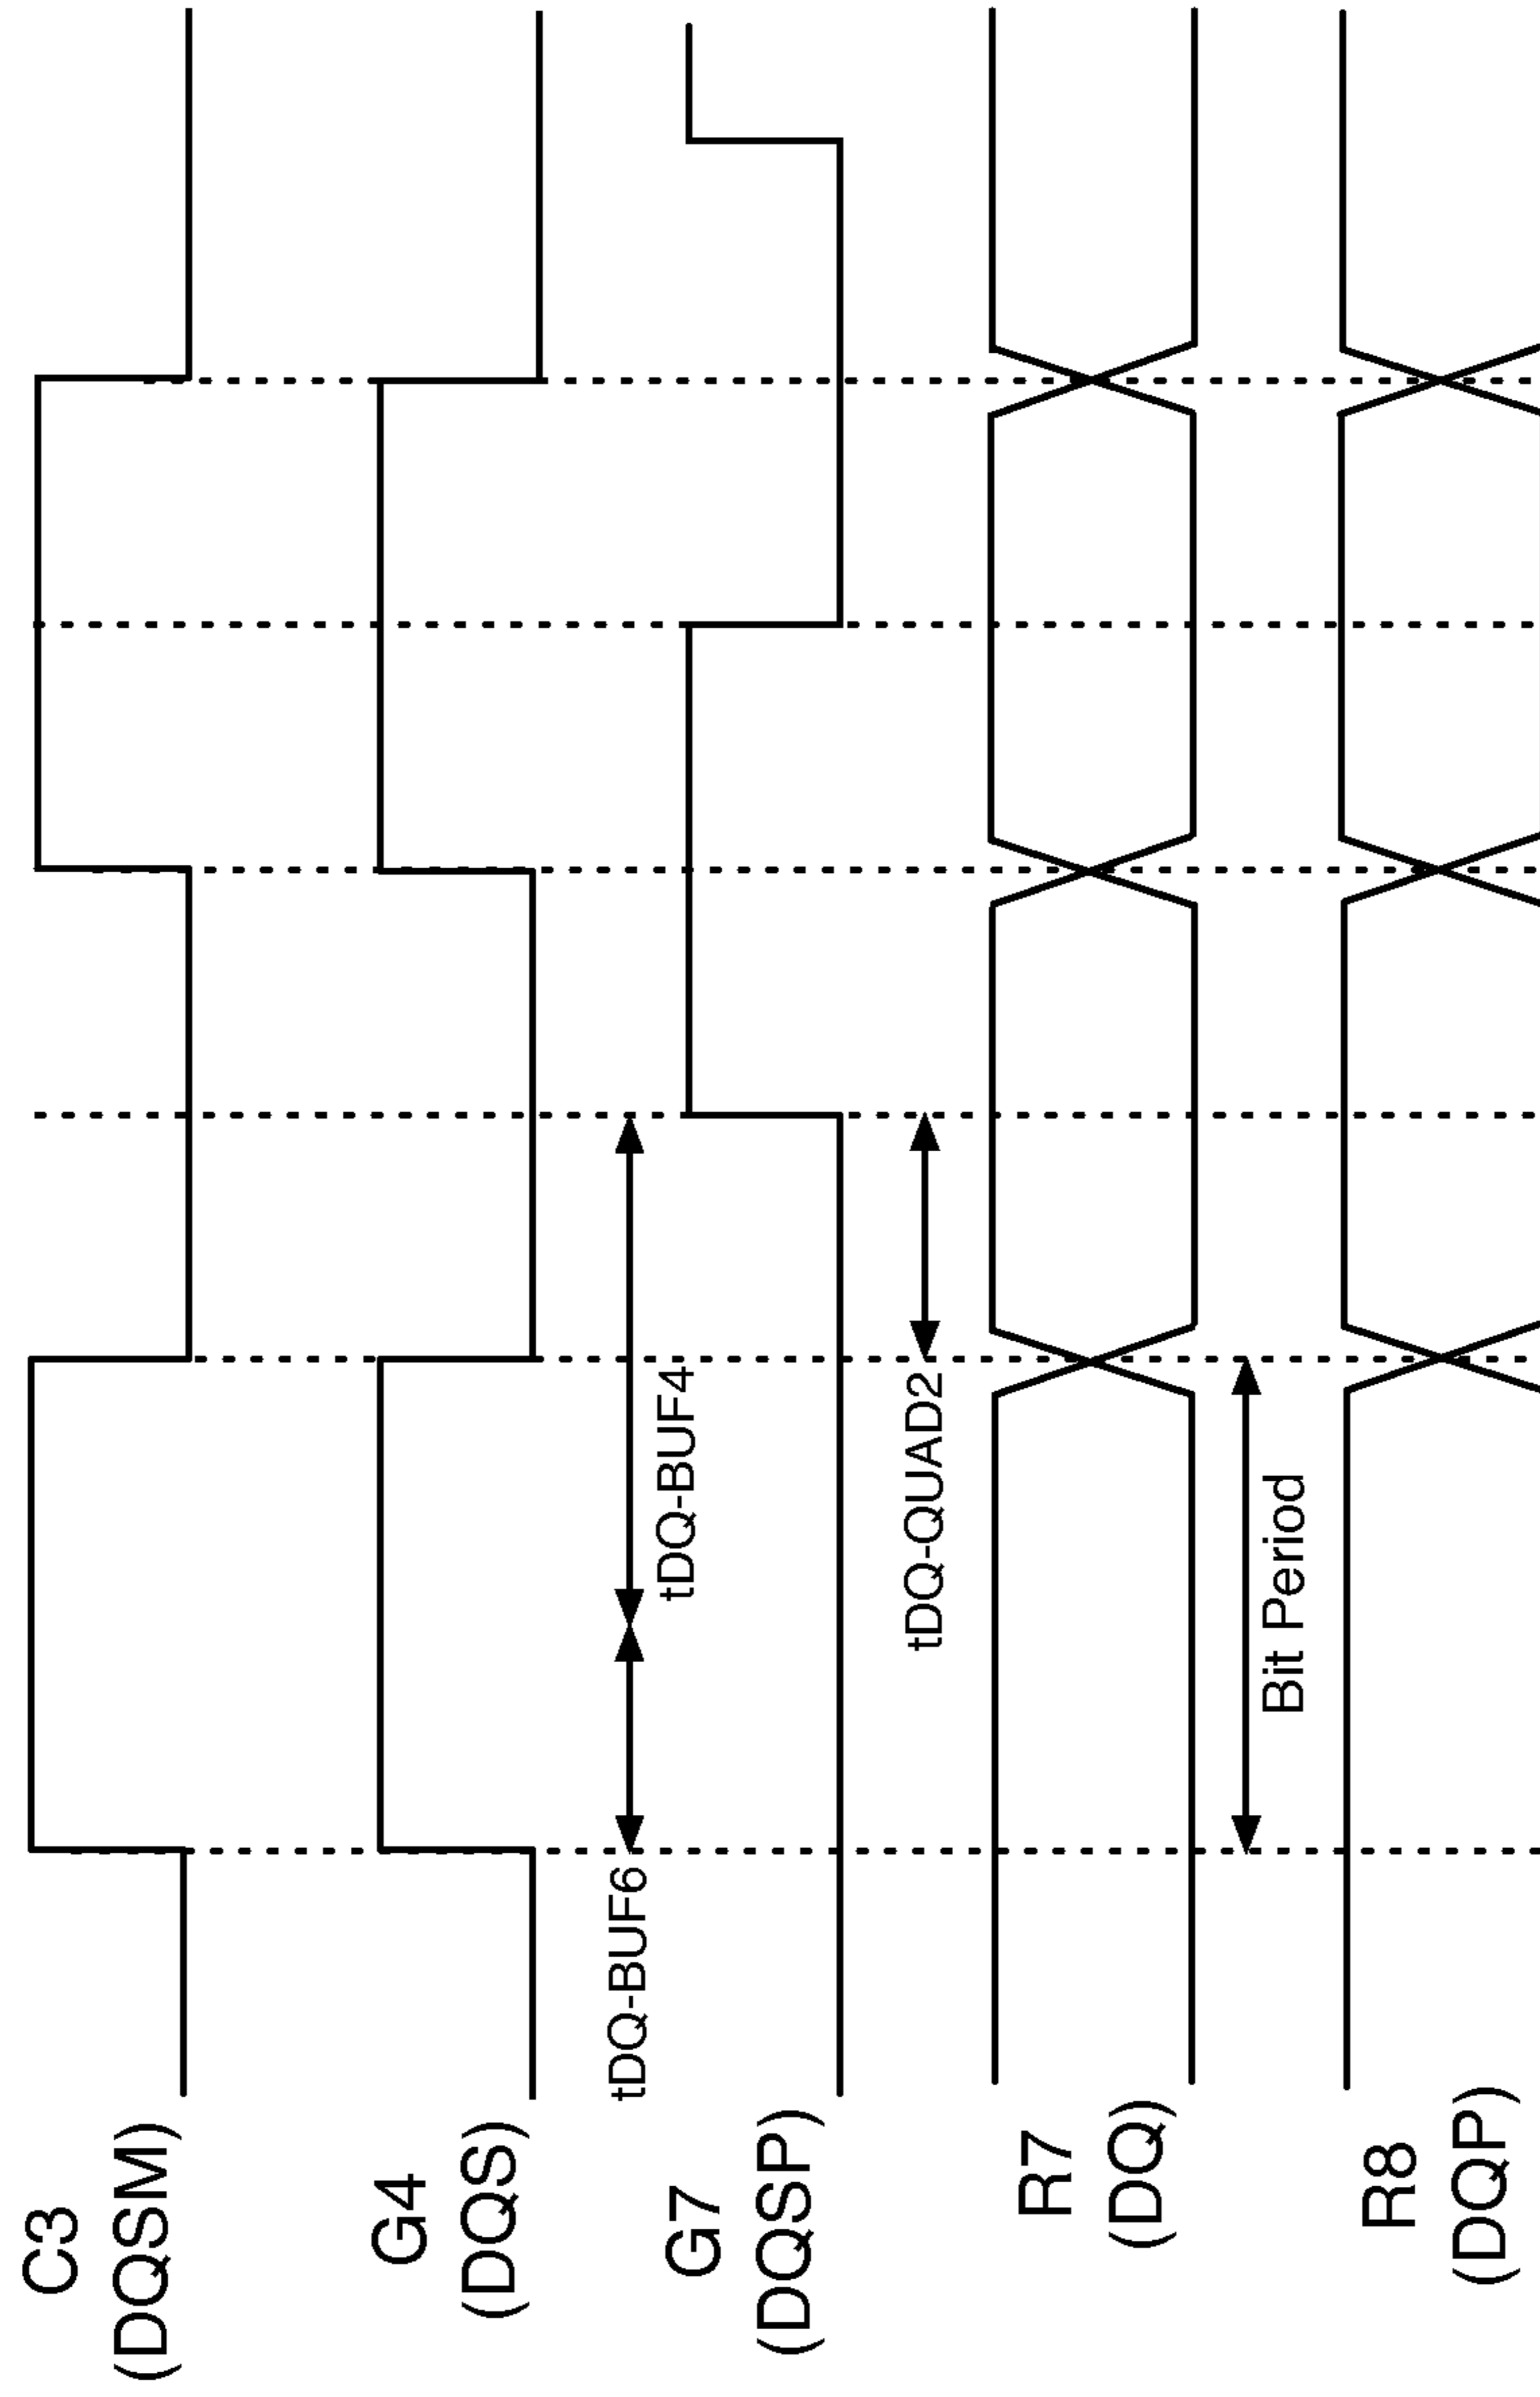 C3
(DQSM)
G4
(DQS)
tDQ-BUF6
tDQ-BUF4
G7
(DQSP)
tDQ-QUAD2
R7
(DQ)
Bit Period
R8
(DQP)